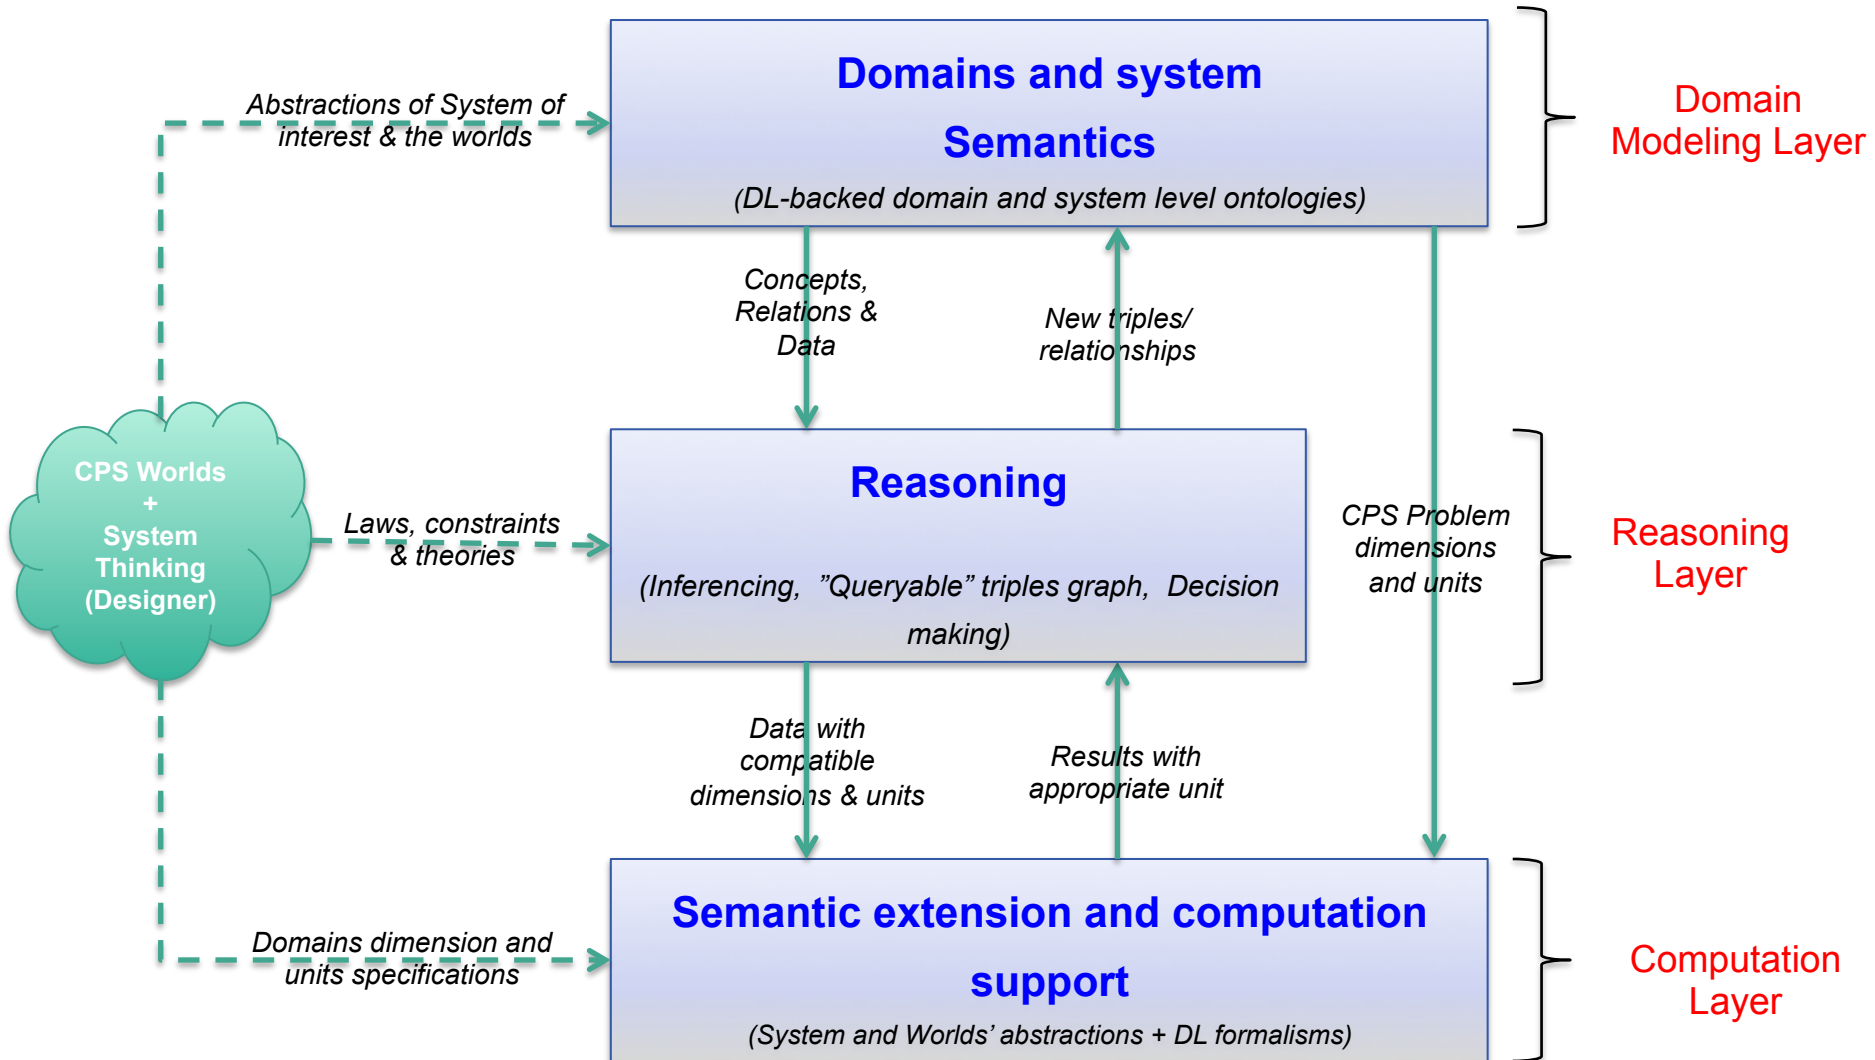 Domains and system
Semantics
(DL-backed domain and system level ontologies)
Domain
Modeling Layer
Abstractions of System of
interest & the worlds
Concepts,
Relations &
Data
New triples/
relationships
CPS Worlds
+
System
Thinking
(Designer)
Laws, constraints
& theories
Reasoning
(Inferencing, ”Queryable” triples graph, Decision
making)
CPS Problem
dimensions
and units
Reasoning
Layer
Data with
compatible
dimensions & units
Results with
appropriate unit
Domains dimension and
units specifications
Semantic extension and computation
support
(System and Worlds’ abstractions + DL formalisms)
Computation
Layer